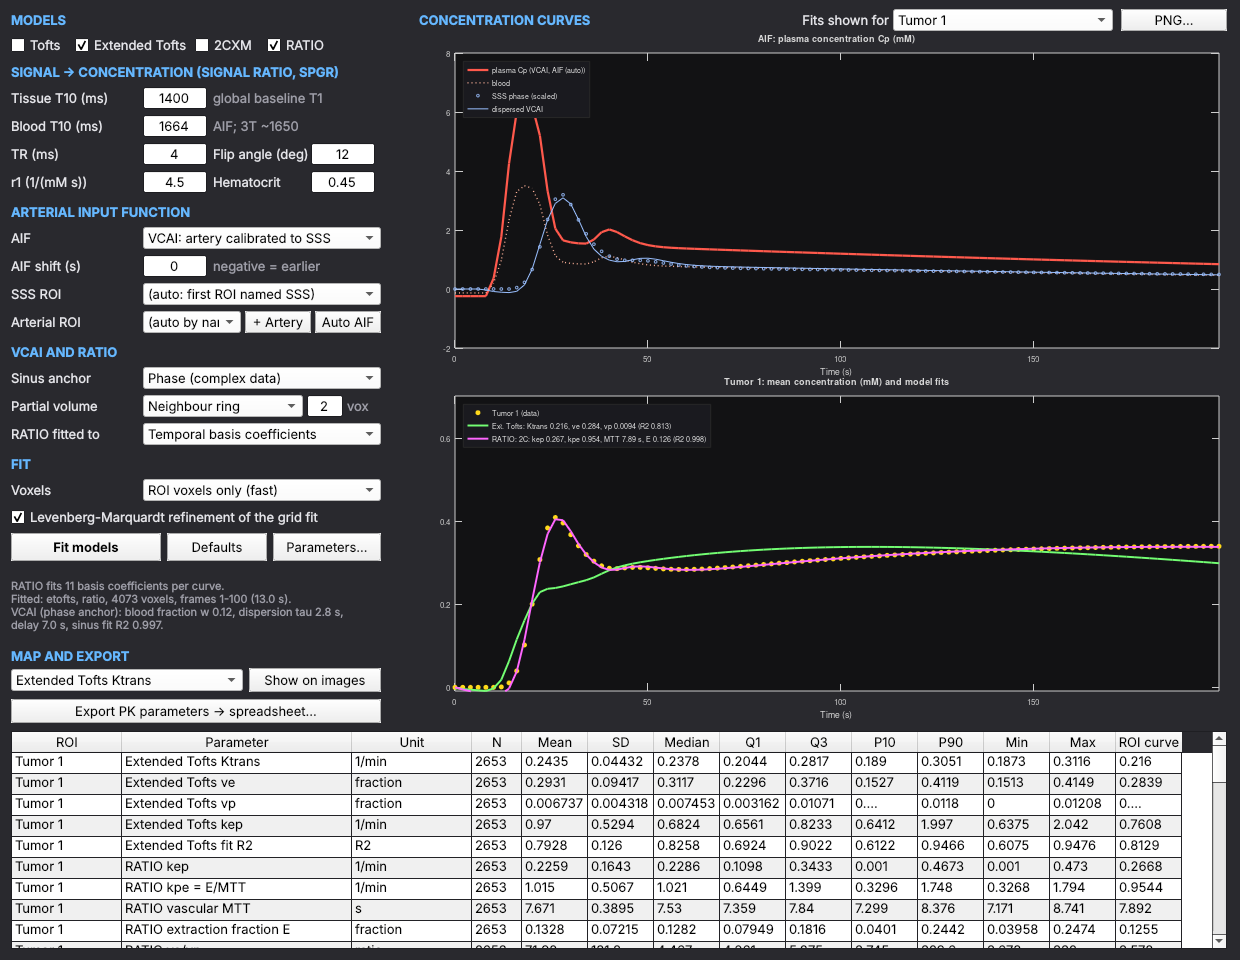 MODELS
Tofts Extended Tofts 2CXM RATIO
SIGNAL → CONCENTRATION (SIGNAL RATIO, SPGR)
Tissue T10 (ms) 1400 global baseline T1
Blood T10 (ms) 1664 AIF; 3T ~1650
TR (ms) 4 Flip angle (deg) 12
r1 (1/(mM s)) 4.5 Hematocrit 0.45
ARTERIAL INPUT FUNCTION
AIF VCAI: artery calibrated to SSS
AIF shift (s) 0 negative = earlier
SSS ROI (auto: first ROI named SSS)
Arterial ROI (auto by nar + Artery Auto AIF
VCAI AND RATIO
Sinus anchor Phase (complex data)
Partial volume Neighbour ring 2 vox
RATIO fitted to Temporal basis coefficients
FIT
Voxels ROI voxels only (fast)
Levenberg-Marquardt refinement of the grid fit
Fit models Defaults Parameters...
RATIO fits 11 basis coefficients per curve.
Fitted: etofts, ratio, 4073 voxels, frames 1-100 (13.0 s).
VCAI (phase anchor): blood fraction w 0.12, dispersion tau 2.8 s,
delay 7.0 s, sinus fit R2 0.997.
MAP AND EXPORT
Extended Tofts Ktrans Show on images
Export PK parameters → spreadsheet...
CONCENTRATION CURVES Fits shown for Tumor 1 PNG...
AIF: plasma concentration Cp (mM)
plasma Cp (VCAI, AIF (auto))
blood
SSS phase (scaled)
dispersed VCAI
8
6
4
2
0
-2
0 50 100 150
Time (s)
Tumor 1: mean concentration (mM) and model fits
Tumor 1 (data)
Ext. Tofts: Ktrans 0.216, ve 0.284, vp 0.0094 (R2 0.813)
RATIO: 2C: kep 0.267, kpe 0.954, MTT 7.89 s, E 0.126 (R2 0.998)
0.6
0.4
0.2
0
0 50 100 150
Time (s)
ROI Parameter Unit N Mean SD Median Q1 Q3 P10 P90 Min Max ROI curve
Tumor 1 Extended Tofts Ktrans 1/min 2653 0.2435 0.04432 0.2378 0.2044 0.2817 0.189 0.3051 0.1873 0.3116 0.216
Tumor 1 Extended Tofts ve fraction 2653 0.2931 0.09417 0.3117 0.2296 0.3716 0.1527 0.4119 0.1513 0.4149 0.2839
Tumor 1 Extended Tofts vp fraction 2653 0.006737 0.004318 0.007453 0.003162 0.01071 0.... 0.0118 0 0.01208 0....
Tumor 1 Extended Tofts kep 1/min 2653 0.97 0.5294 0.6824 0.6561 0.8233 0.6412 1.997 0.6375 2.042 0.7608
Tumor 1 Extended Tofts fit R2 R2 2653 0.7928 0.126 0.8258 0.6924 0.9022 0.6122 0.9466 0.6075 0.9476 0.8129
Tumor 1 RATIO kep 1/min 2653 0.2259 0.1643 0.2286 0.1098 0.3433 0.001 0.4673 0.001 0.473 0.2668
Tumor 1 RATIO kpe = E/MTT 1/min 2653 1.015 0.5067 1.021 0.6449 1.399 0.3296 1.748 0.3268 1.794 0.9544
Tumor 1 RATIO vascular MTT s 2653 7.671 0.3895 7.53 7.359 7.84 7.299 8.376 7.171 8.741 7.892
Tumor 1 RATIO extraction fraction E fraction 2653 0.1328 0.07215 0.1282 0.07949 0.1816 0.0401 0.2442 0.03958 0.2474 0.1255